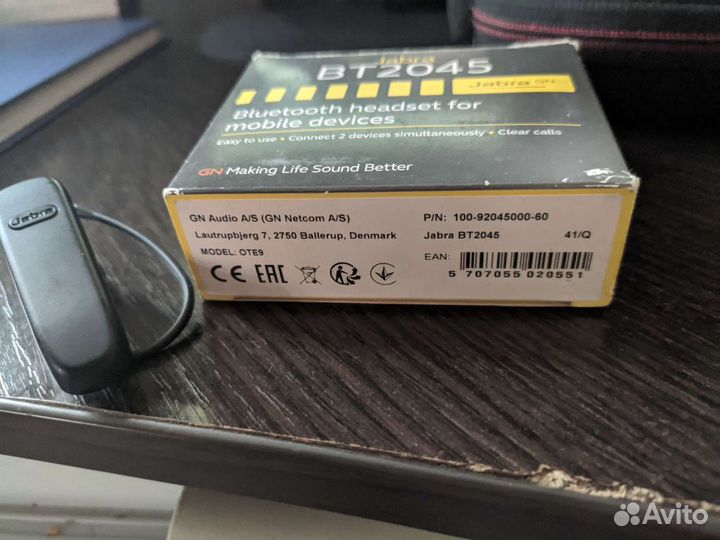 Jabra
BT2045
Jabra GN
Bluetooth headset for
mobile devices
Easy to use • Connect 2 devices simultaneously • Clear calls
GN Making Life Sound Better
GN Audio A/S (GN Netcom A/S)
Lautrupbjerg 7, 2750 Ballerup, Denmark
MODEL: OTE9
P/N: 100-92045000-60
Jabra BT2045 41/Q
EAN:
5 707055 020551
CE EAC
Jabra
Avito